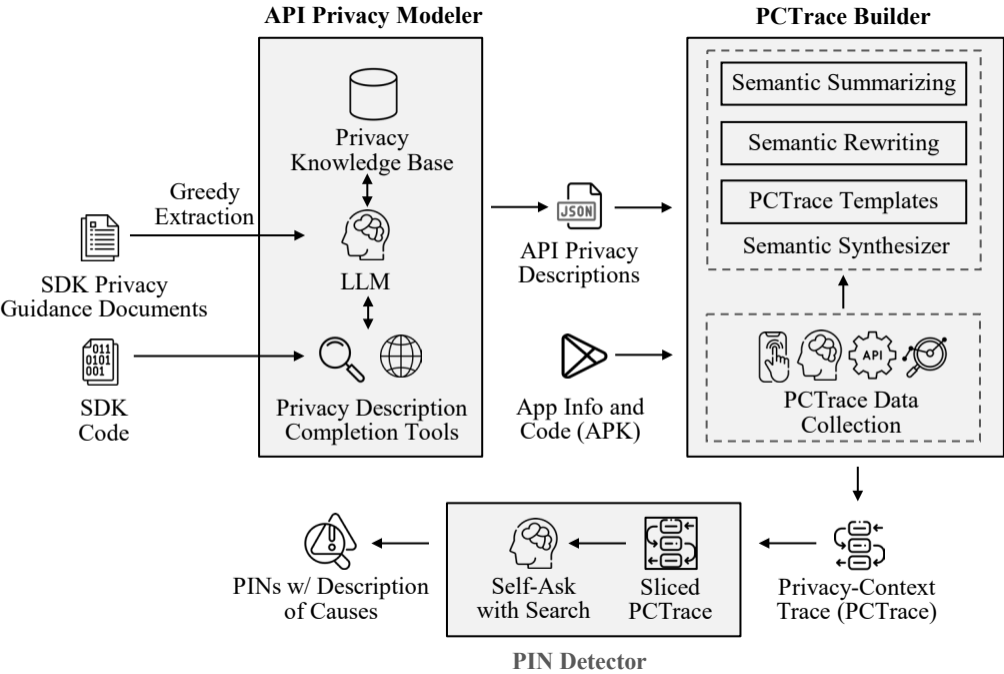 API Privacy Modeler
PCTrace Builder
Privacy
Knowledge Base
Greedy
Extraction
LLM
SDK Privacy
Guidance Documents
011
0101
001
SDK
Code
Privacy Description
Completion Tools
JSON
API Privacy
Descriptions
App Info and
Code (APK)
Semantic Summarizing
Semantic Rewriting
PCTrace Templates
Semantic Synthesizer
API
PCTrace Data
Collection
PINs w/ Description
of Causes
Self-Ask
with Search
Sliced
PCTrace
Privacy-Context
Trace (PCTrace)
PIN Detector